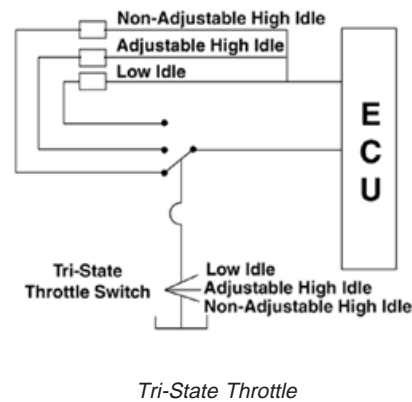 Non-Adjustable High Idle
Adjustable High Idle
Low Idle
E
C
U
Tri-State
Throttle Switch
Low Idle
Adjustable High Idle
Non-Adjustable High Idle
Tri-State Throttle